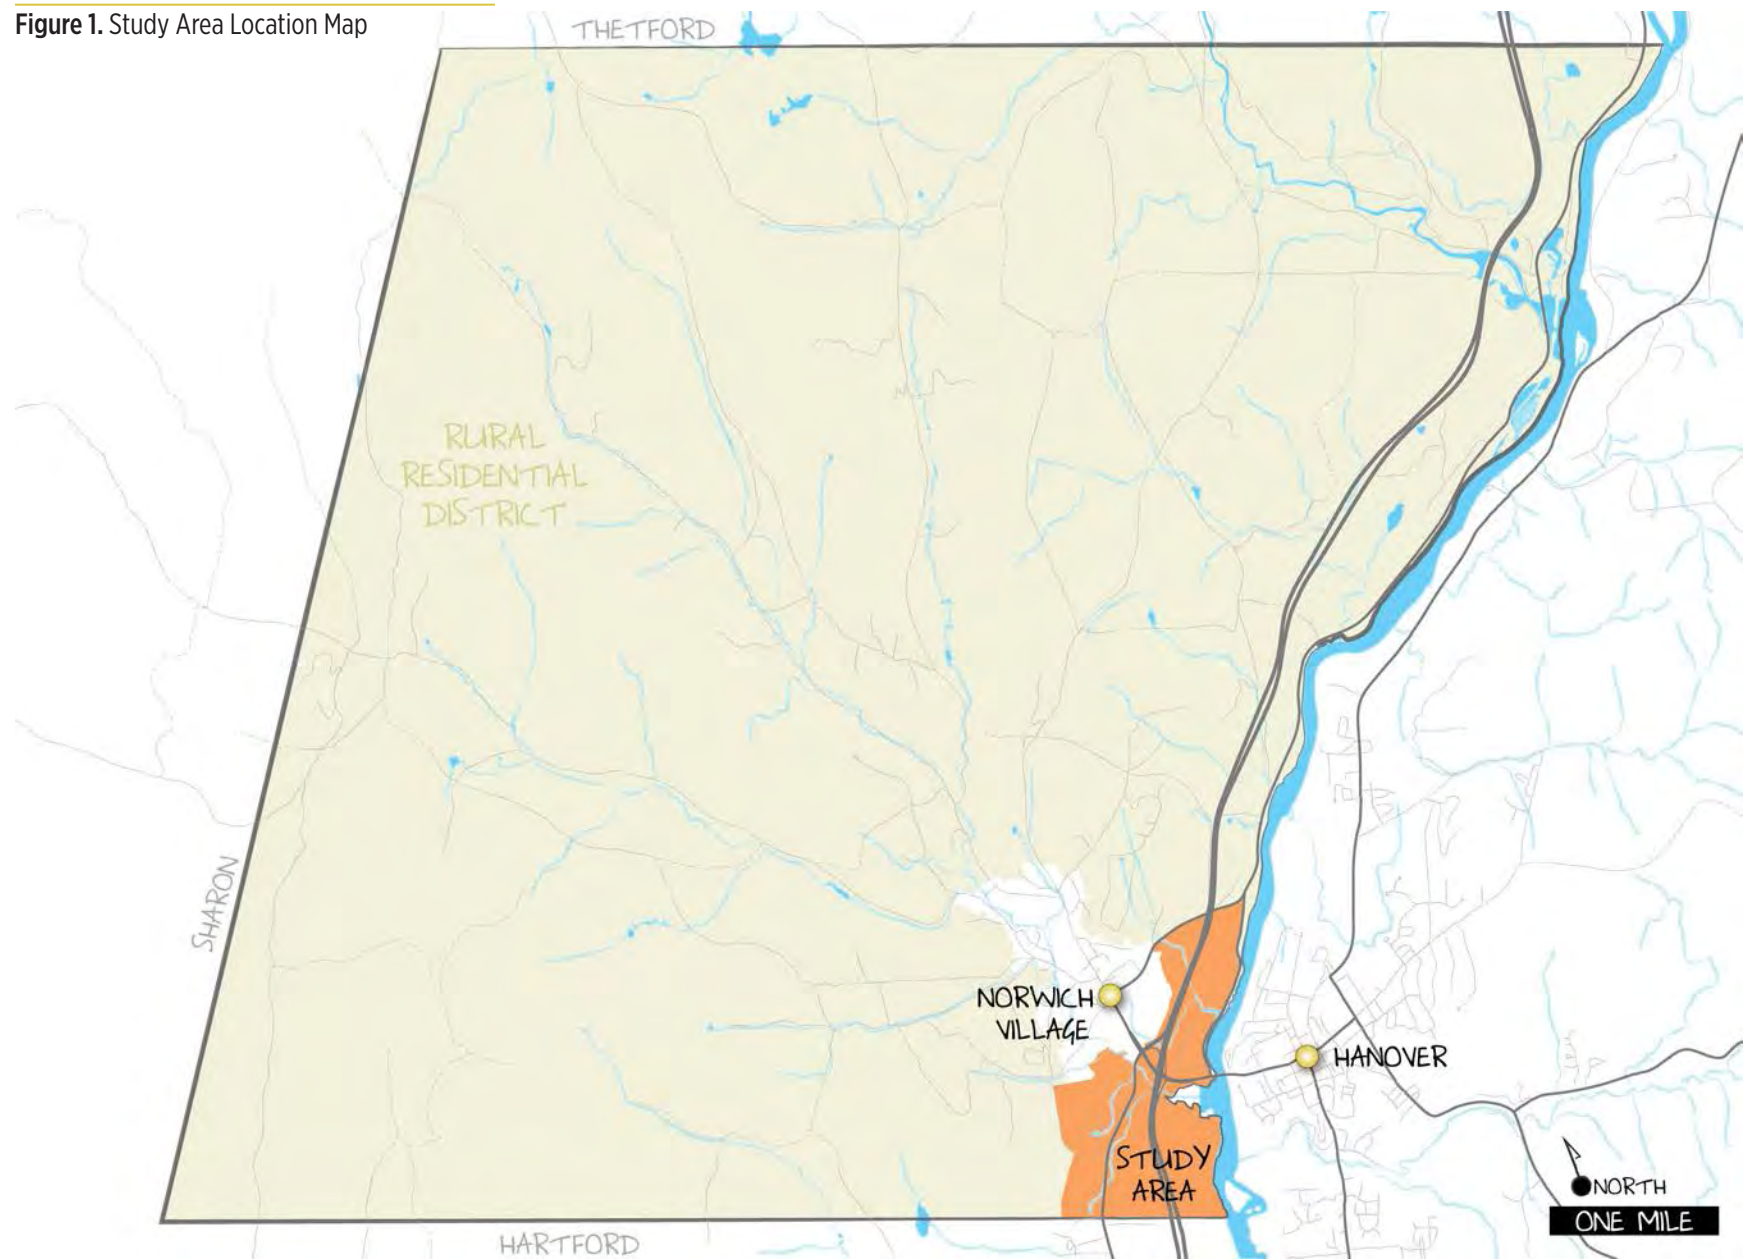 Figure 1. Study Area Location Map
THETFORD
RURAL
RESIDENTIAL
DISTRICT
SHARON
NORWICH
VILLAGE
HANOVER
STUDY
AREA
NORTH
ONE MILE
HARTFORD